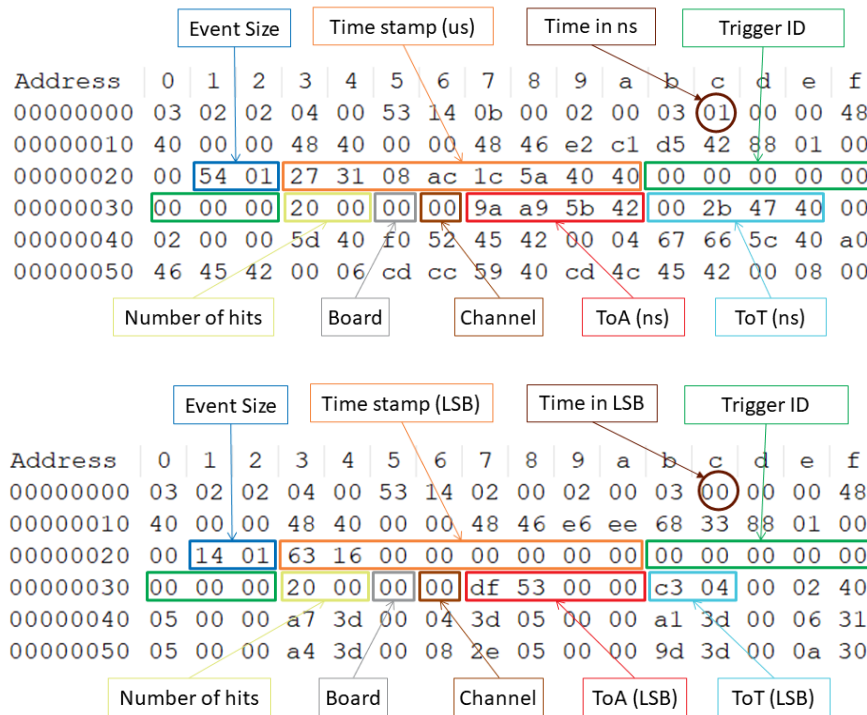 Event Size Time stamp (us) Time in ns Trigger ID
Address 0 1 2 3 4 5 6 7 8 9 a b c d e f
00000000 03 02 02 04 00 53 14 0b 00 02 00 03 01 00 00 48
00000010 40 00 00 48 40 00 00 48 46 e2 c1 d5 42 88 01 00
00000020 00 54 01 27 31 08 ac 1c 5a 40 40 00 00 00 00 00
00000030 00 00 00 20 00 00 00 9a a9 5b 42 00 2b 47 40 00
00000040 02 00 00 5d 40 f0 52 45 42 00 04 67 66 5c 40 a0
00000050 46 45 42 00 06 cd cc 59 40 cd 4c 45 42 00 08 00
Number of hits Board Channel ToA (ns) ToT (ns)
Event Size Time stamp (LSB) Time in LSB Trigger ID
Address 0 1 2 3 4 5 6 7 8 9 a b c d e f
00000000 03 02 02 04 00 53 14 02 00 02 00 03 00 00 00 48
00000010 40 00 00 48 40 00 00 48 46 e6 ee 68 33 88 01 00
00000020 00 14 01 63 16 00 00 00 00 00 00 00 00 00 00 00
00000030 00 00 00 20 00 00 00 df 53 00 00 c3 04 00 02 40
00000040 05 00 00 a7 3d 00 04 3d 05 00 00 a1 3d 00 06 31
00000050 05 00 00 a4 3d 00 08 2e 05 00 00 9d 3d 00 0a 30
Number of hits Board Channel ToA (LSB) ToT (LSB)